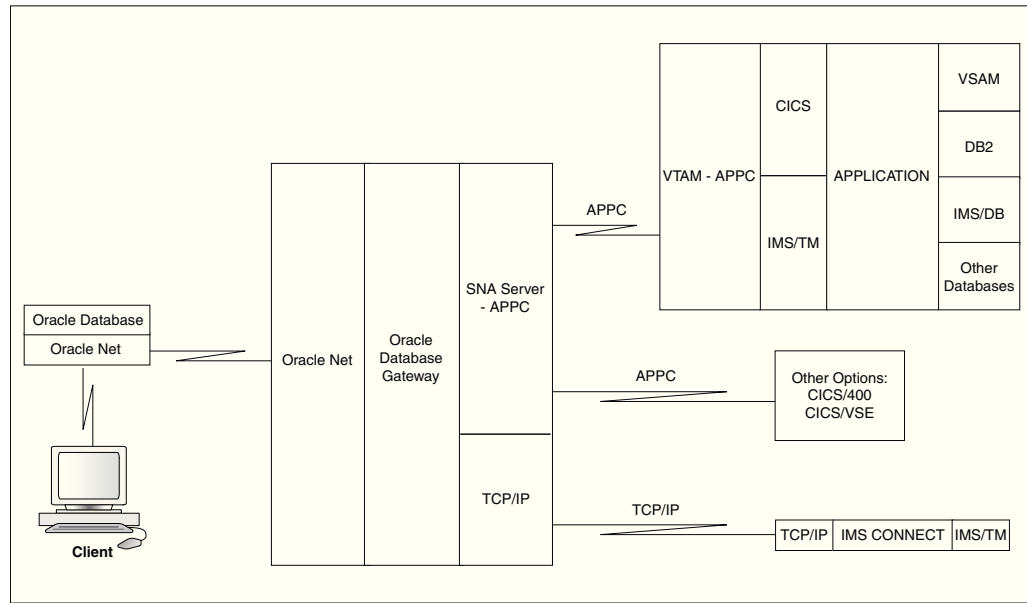 Oracle Database
Oracle Net
Client
Oracle Net
Oracle
Database
Gateway
SNA Server
- APPC
TCP/IP
APPC
APPC
TCP/IP
VTAM - APPC
CICS
IMS/TM
APPLICATION
VSAM
DB2
IMS/DB
Other
Databases
Other Options:
CICS/400
CICS/VSE
TCP/IP
IMS CONNECT
IMS/TM